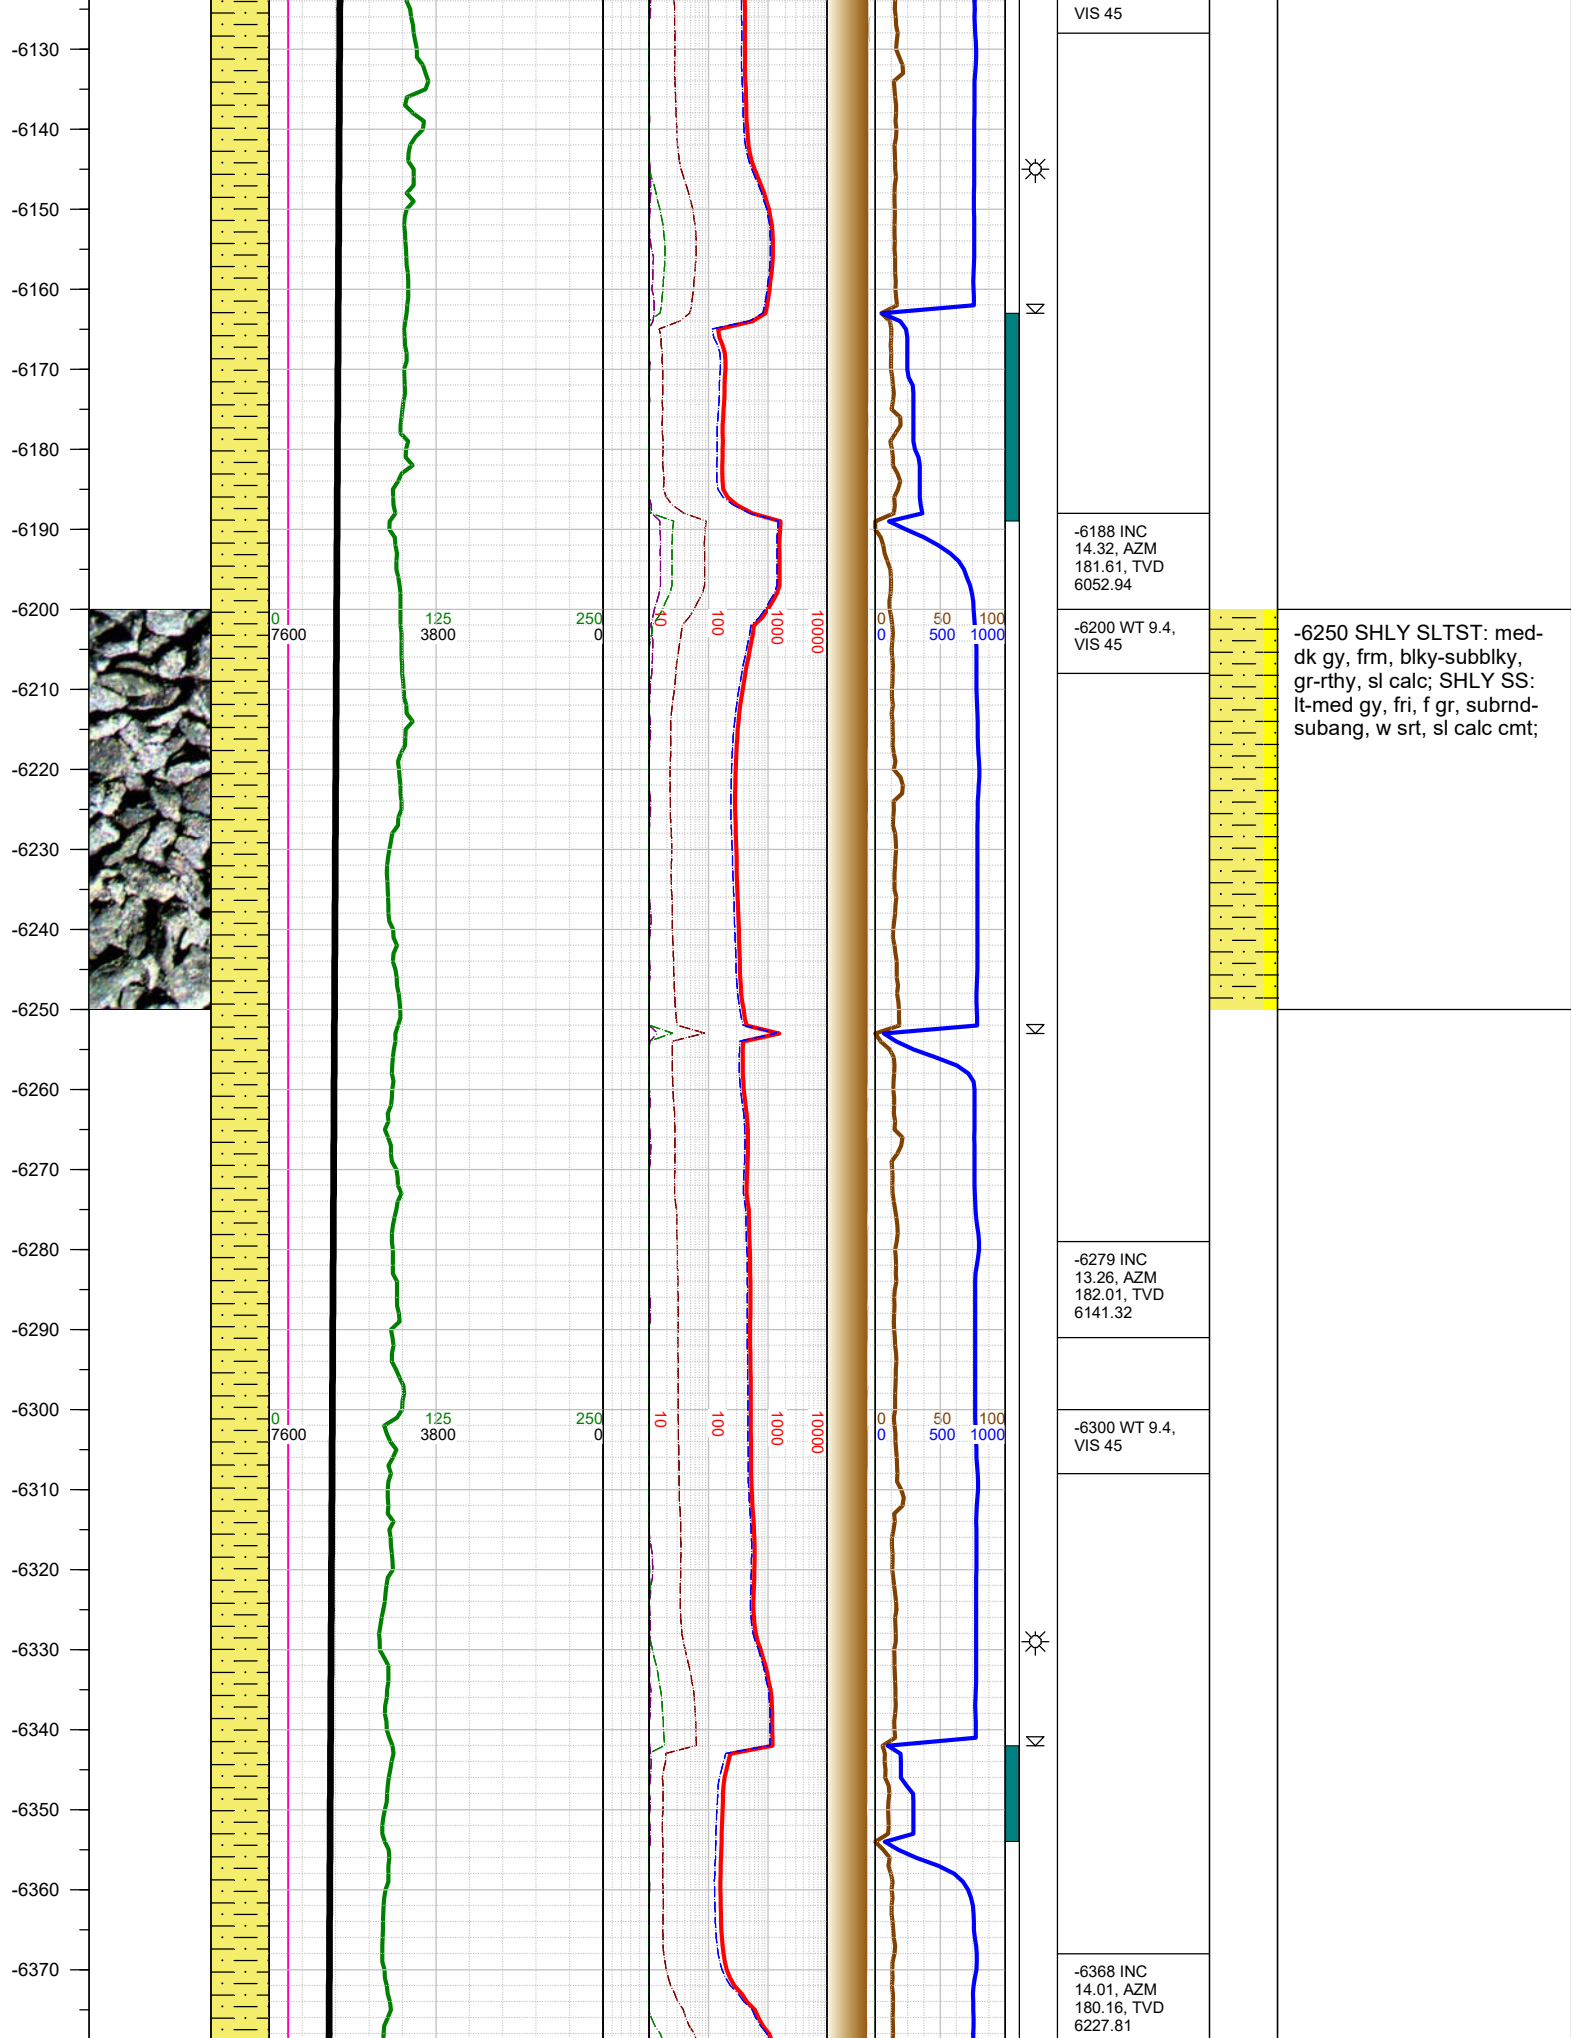 VIS 45
-6130
-6140
-6150
-6160
-6170
-6180
-6190
-6188 INC
14.32, AZM
181.61, TVD
6052.94
-6200
0 125 250
7600 3800 0
10 100 1000 10000
0 50 100
0 500 1000
-6200 WT 9.4,
VIS 45
-6250 SHLY SLTST: med-
dk gy, frm, blky-subblky,
gr-rthy, sl calc; SHLY SS:
lt-med gy, fri, f gr, subrnd-
subang, w srt, sl calc cmt;
-6210
-6220
-6230
-6240
-6250
-6260
-6270
-6280
-6279 INC
13.26, AZM
182.01, TVD
6141.32
-6290
-6300
0 125 250
7600 3800 0
10 100 1000 10000
0 50 100
0 500 1000
-6300 WT 9.4,
VIS 45
-6310
-6320
-6330
-6340
-6350
-6360
-6370
-6368 INC
14.01, AZM
180.16, TVD
6227.81